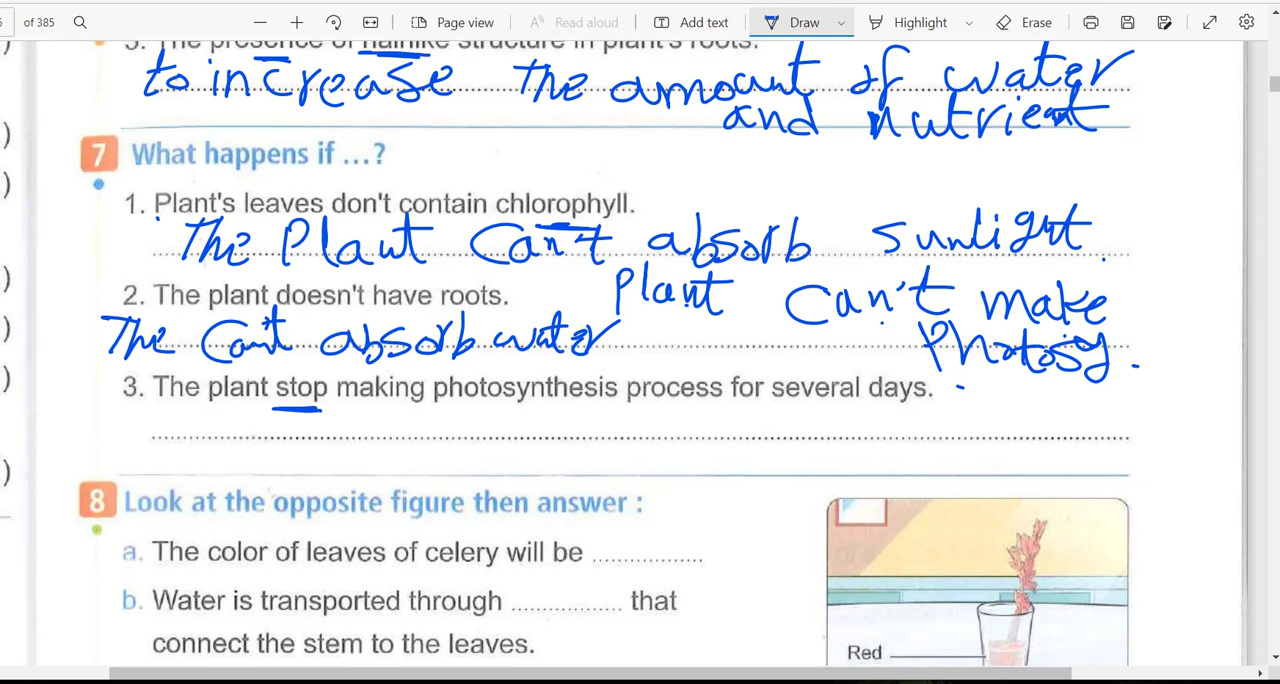 of 385
Page view
Read aloud
Add text
Draw
Highlight
Erase
3. The presence of hairlike structure in plant's roots.
to increase the amount of water
and nutrient
7 What happens if ...?
1. Plant's leaves don't contain chlorophyll.
The Plant Can't absorb sunlight.
2. The plant doesn't have roots.
Plant Can't make
Photosy.
The Can't absorb water
3. The plant stop making photosynthesis process for several days.
8 Look at the opposite figure then answer :
a. The color of leaves of celery will be ..................
b. Water is transported through .................. that
connect the stem to the leaves.
Red